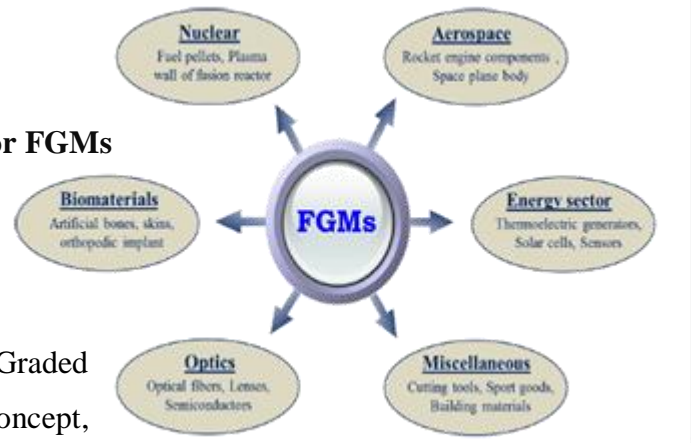 Nuclear
Fuel pellets, Plasma
wall of fusion reactor
Aerospace
Rocket engine components ,
Space plane body
or FGMs
Biomaterials
Artificial bones, skins,
orthopedic implant
FGMs
Energy sector
Thermoelectric generators,
Solar cells, Sensors
Graded
oncept,
Optics
Optical fibers, Lenses,
Semiconductors
Miscellaneous
Cutting tools, Sport goods,
Building materials